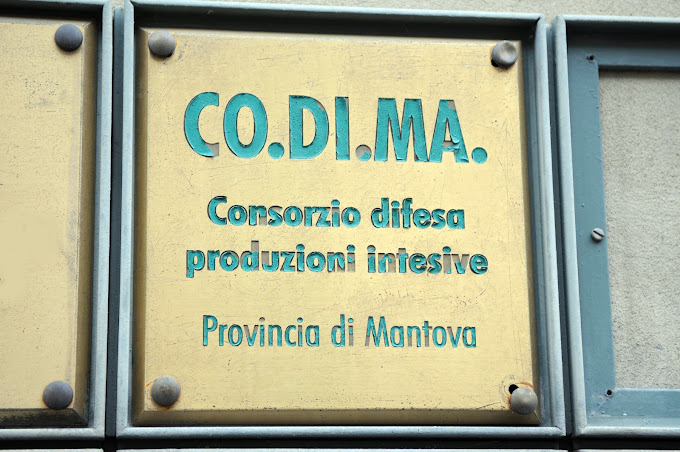 CO.DI.MA.
Consorzio difesa
produzioni intesive
Provincia di Mantova